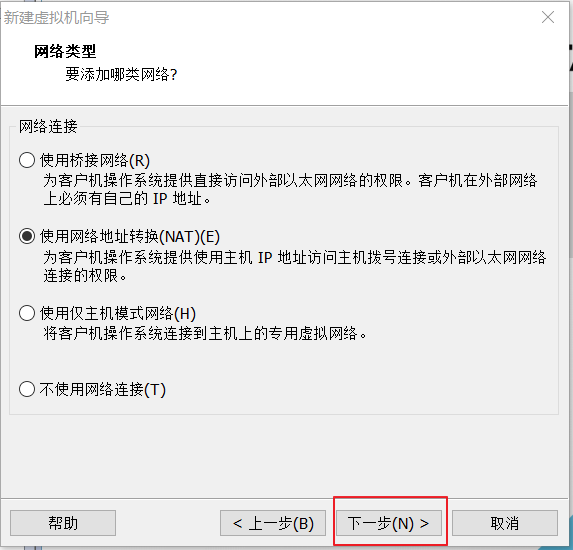 新建虚拟机向导
网络类型
要添加哪类网络?
网络连接
使用桥接网络(R)
为客户机操作系统提供直接访问外部以太网网络的权限。客户机在外部网络
上必须有自己的 IP 地址。
使用网络地址转换(NAT)(E)
为客户机操作系统提供使用主机 IP 地址访问主机拨号连接或外部以太网网络
连接的权限。
使用仅主机模式网络(H)
将客户机操作系统连接到主机上的专用虚拟网络。
不使用网络连接(T)
帮助
< 上一步(B)
下一步(N) >
取消